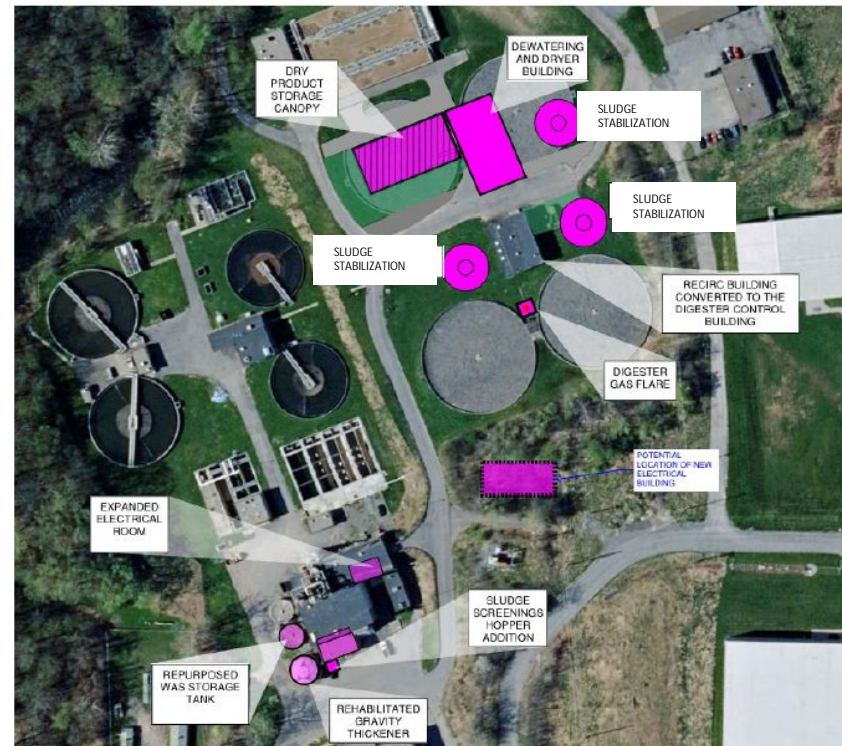 DRY
PRODUCT
STORAGE
CANOPY
DEWATERING
AND DRYER
BUILDING
SLUDGE
STABILIZATION
SLUDGE
STABILIZATION
SLUDGE
STABILIZATION
RECIRC BUILDING
CONVERTED TO THE
DIGESTER CONTROL
BUILDING
DIGESTER
GAS FLARE
POTENTIAL
LOCATION OF NEW
ELECTRICAL
BUILDING
EXPANDED
ELECTRICAL
ROOM
SLUDGE
SCREENINGS
HOPPER
ADDITION
REPURPOSED
WAS STORAGE
TANK
REHABILITATED
GRAVITY
THICKENER